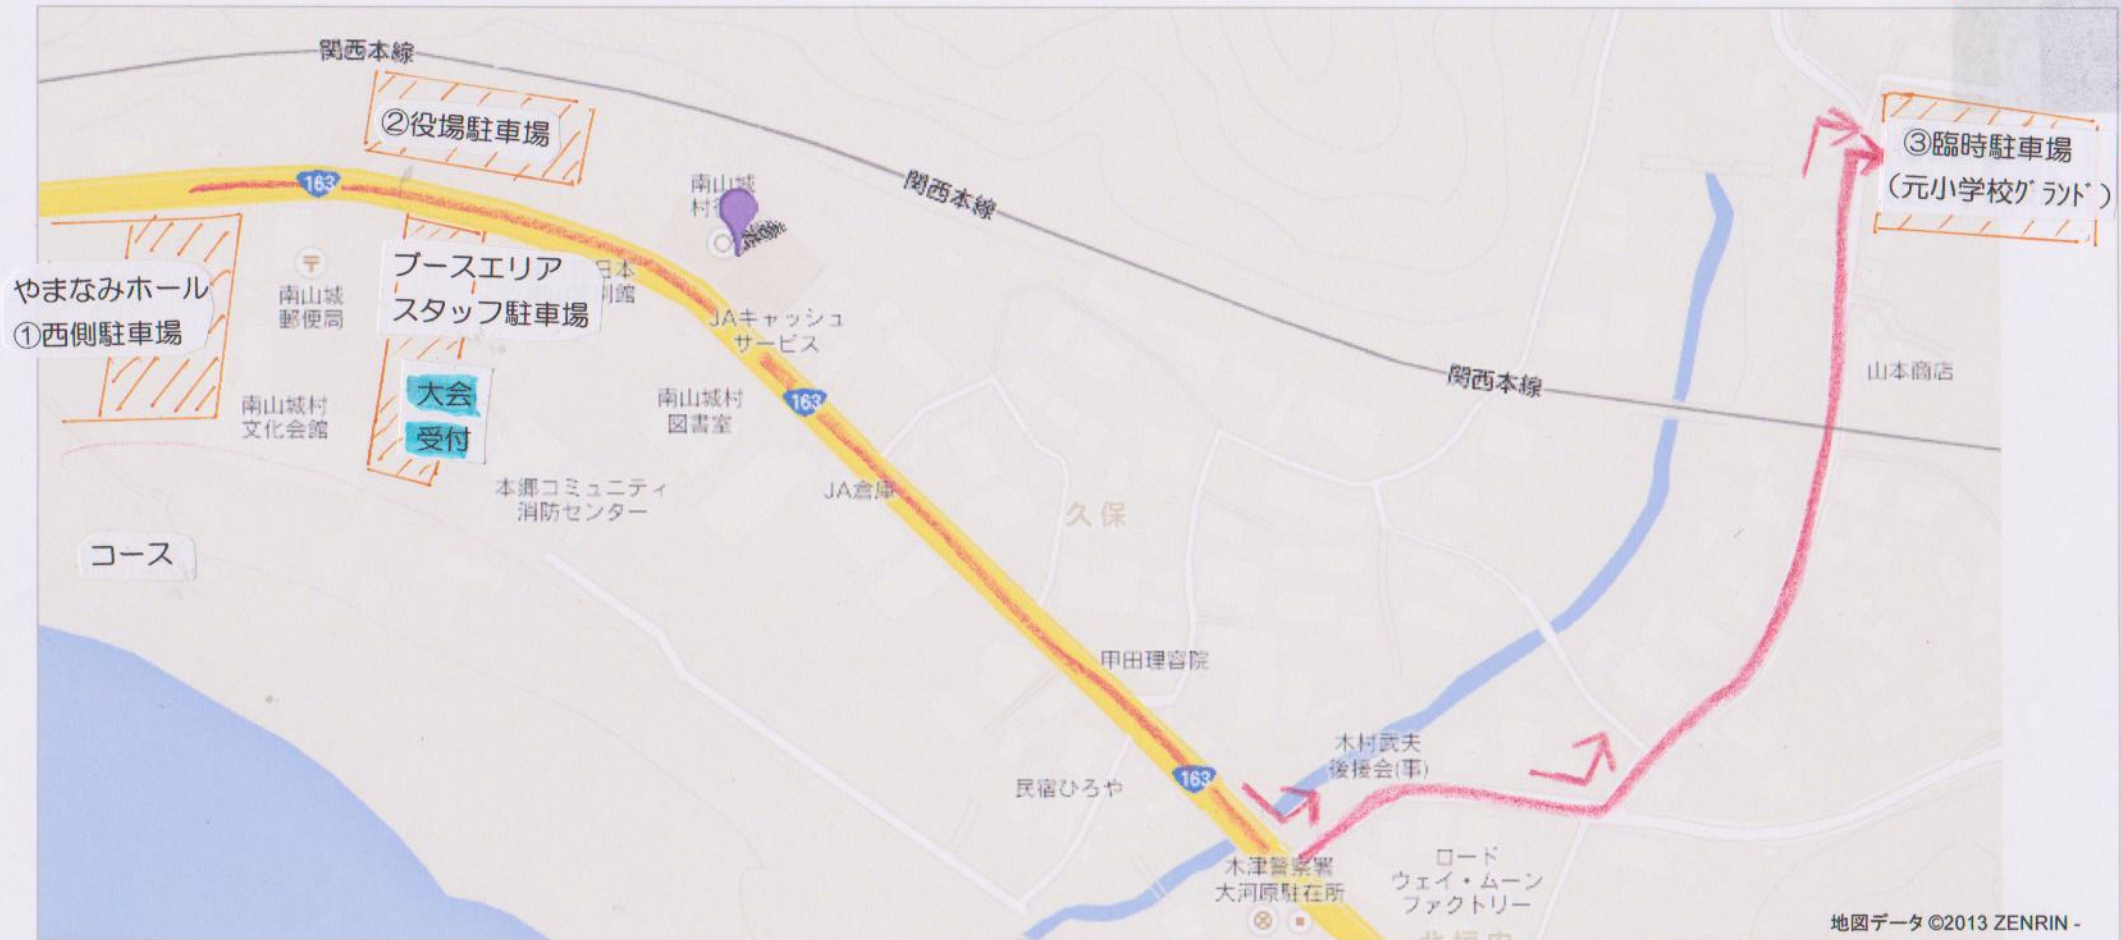 関西本線
②役場駐車場
163
南山城
関西本線
③臨時駐車場
(元小学校グランド)
やまなみホール
①西側駐車場
南山城
郵便局
ブースエリア
スタッフ駐車場
日本
別館
JAキャッシュ
サービス
関西本線
山本商店
大会
受付
南山城村
文化会館
南山城村
図書室
163
本郷コミュニティ
消防センター
JA倉庫
久保
コース
甲田理容院
木村武夫
後援会(事)
民宿ひろや
163
木津警察署
大河原駐在所
ロード
ウェイ・ムーン
ファクトリー
地図データ ©2013 ZENRIN -